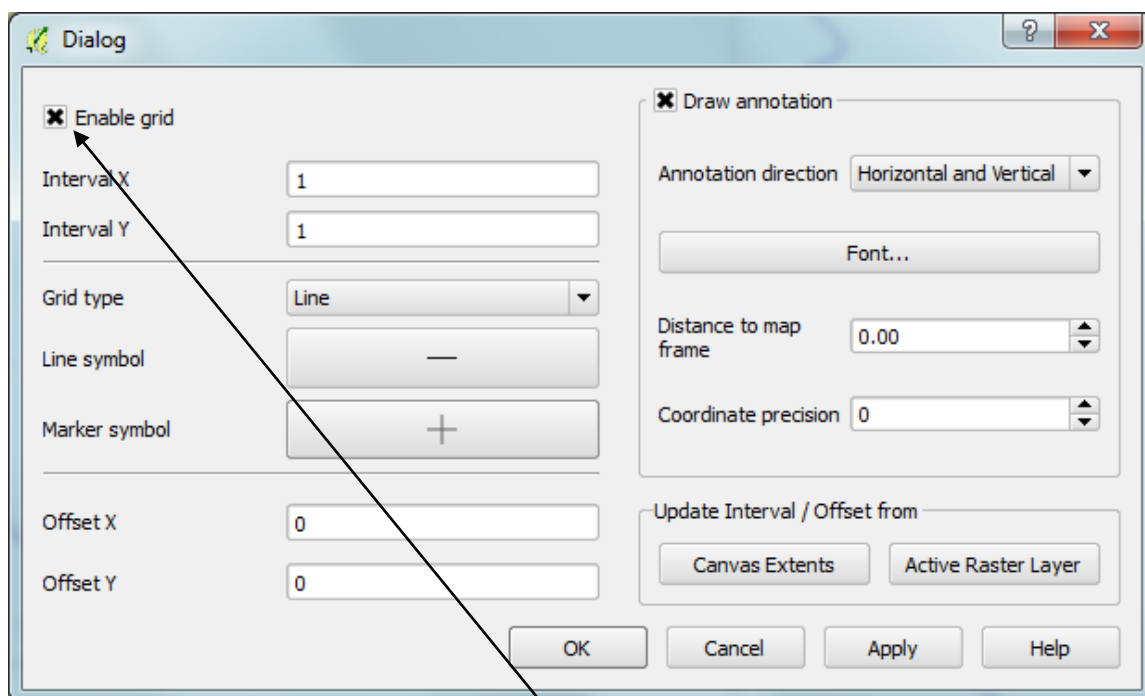 Dialog
Enable grid
Interval X 1
Interval Y 1
Grid type Line
Line symbol
Marker symbol
Offset X 0
Offset Y 0
Draw annotation
Annotation direction Horizontal and Vertical
Font...
Distance to map
frame
0.00
Coordinate precision 0
Update Interval / Offset from
Canvas Extents Active Raster Layer
OK Cancel Apply Help